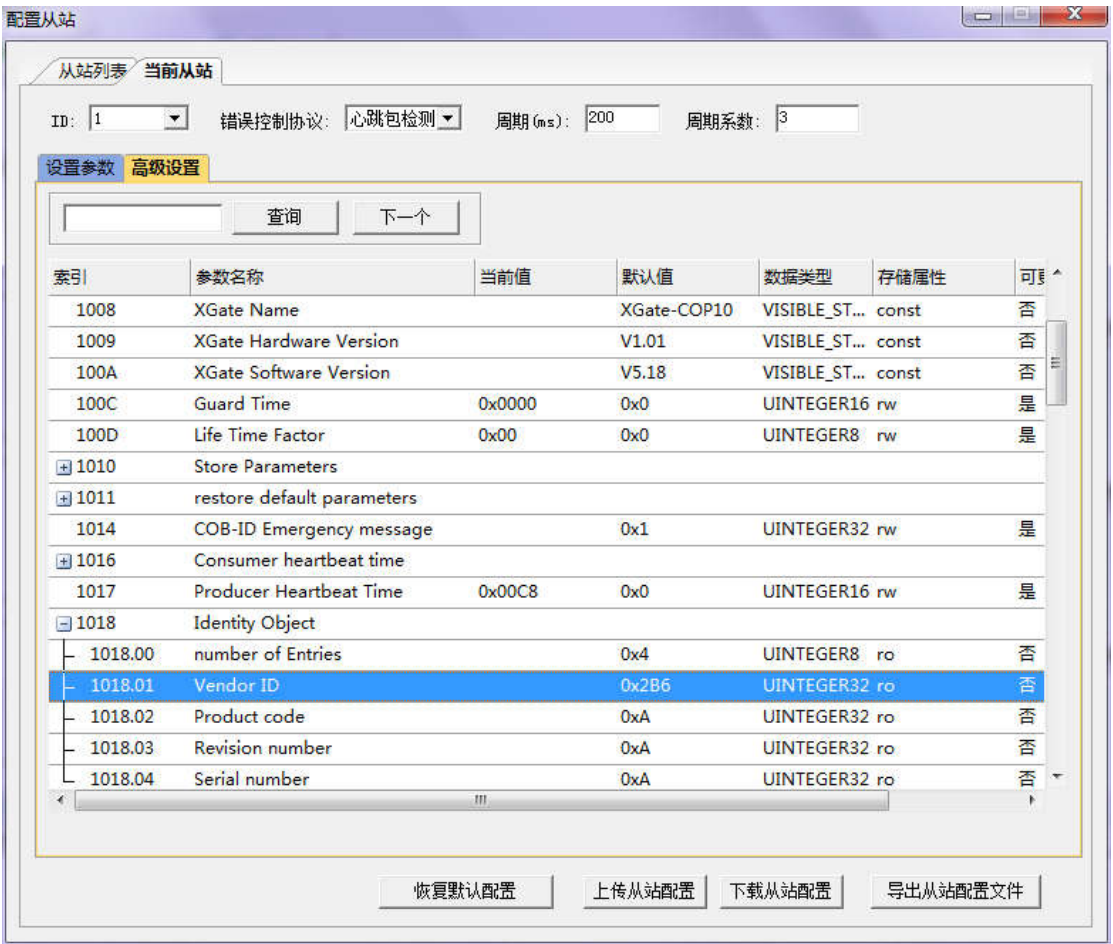 配置从站
从站列表 当前从站
ID: 1 错误控制协议: 心跳包检测 周期(ms): 200 周期系数: 3
设置参数 高级设置
查询 下一个
索引 参数名称 当前值 默认值 数据类型 存储属性
1008 XGate Name XGate-COP10 VISIBLE_ST... const 否
1009 XGate Hardware Version V1.01 VISIBLE_ST... const 否
100A XGate Software Version V5.18 VISIBLE_ST... const 否
100C Guard Time 0x0000 0x0 UINTEGER16 rw 是
100D Life Time Factor 0x00 0x0 UINTEGER8 rw 是
1010 Store Parameters
1011 restore default parameters
1014 COB-ID Emergency message 0x1 UINTEGER32 rw 是
1016 Consumer heartbeat time
1017 Producer Heartbeat Time 0x00C8 0x0 UINTEGER16 rw 是
1018 Identity Object
1018.00 number of Entries 0x4 UINTEGER8 ro 否
1018.01 Vendor ID 0x2B6 UINTEGER32 ro 否
1018.02 Product code 0xA UINTEGER32 ro 否
1018.03 Revision number 0xA UINTEGER32 ro 否
1018.04 Serial number 0xA UINTEGER32 ro 否
恢复默认配置 上传从站配置 下载从站配置 导出从站配置文件